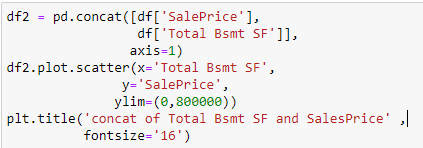 df2 = pd.concat([df['SalePrice'],
df['Total Bsmt SF']],
axis=1)
df2.plot.scatter(x='Total Bsmt SF',
y='SalePrice',
ylim=(0,800000))
plt.title('concat of Total Bsmt SF and SalesPrice' ,
fontsize='16')